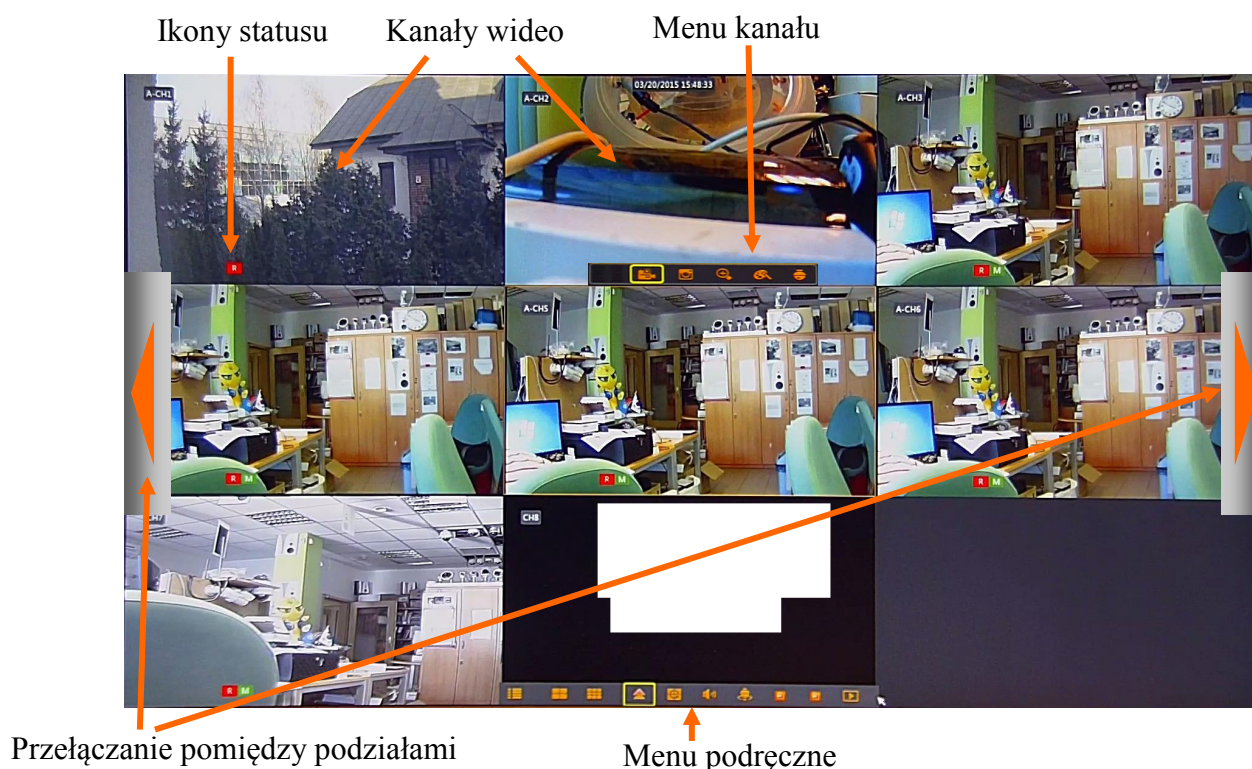 Ikony statusu
Kanały wideo
Menu kanału
A-CH1
A-CH2
03/20/2015 15:48:33
A-CH3
R
R M
A-CH5
A-CH6
R M
R M
R M
CH8
R M
Przełączanie pomiędzy podziałami
Menu podręczne